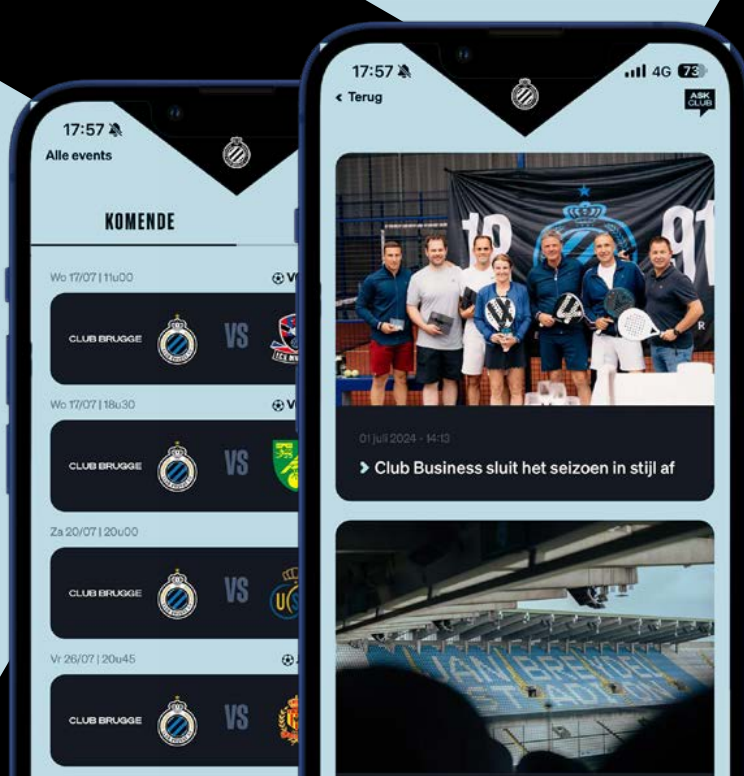 17:57
Alle events
KOMENDE
Wo 17/07 | 11u00
CLUB BRUGGE
VS
Wo 17/07 | 18u30
CLUB BRUGGE
VS
Za 20/07 | 20u00
CLUB BRUGGE
VS
Vr 26/07 | 20u45
CLUB BRUGGE
VS
17:57
4G 73
Terug
ASK
CLUB
18
91
01 juli 2024 - 14:13
Club Business sluit het seizoen in stijl af
JAN BREYDEL
STADION